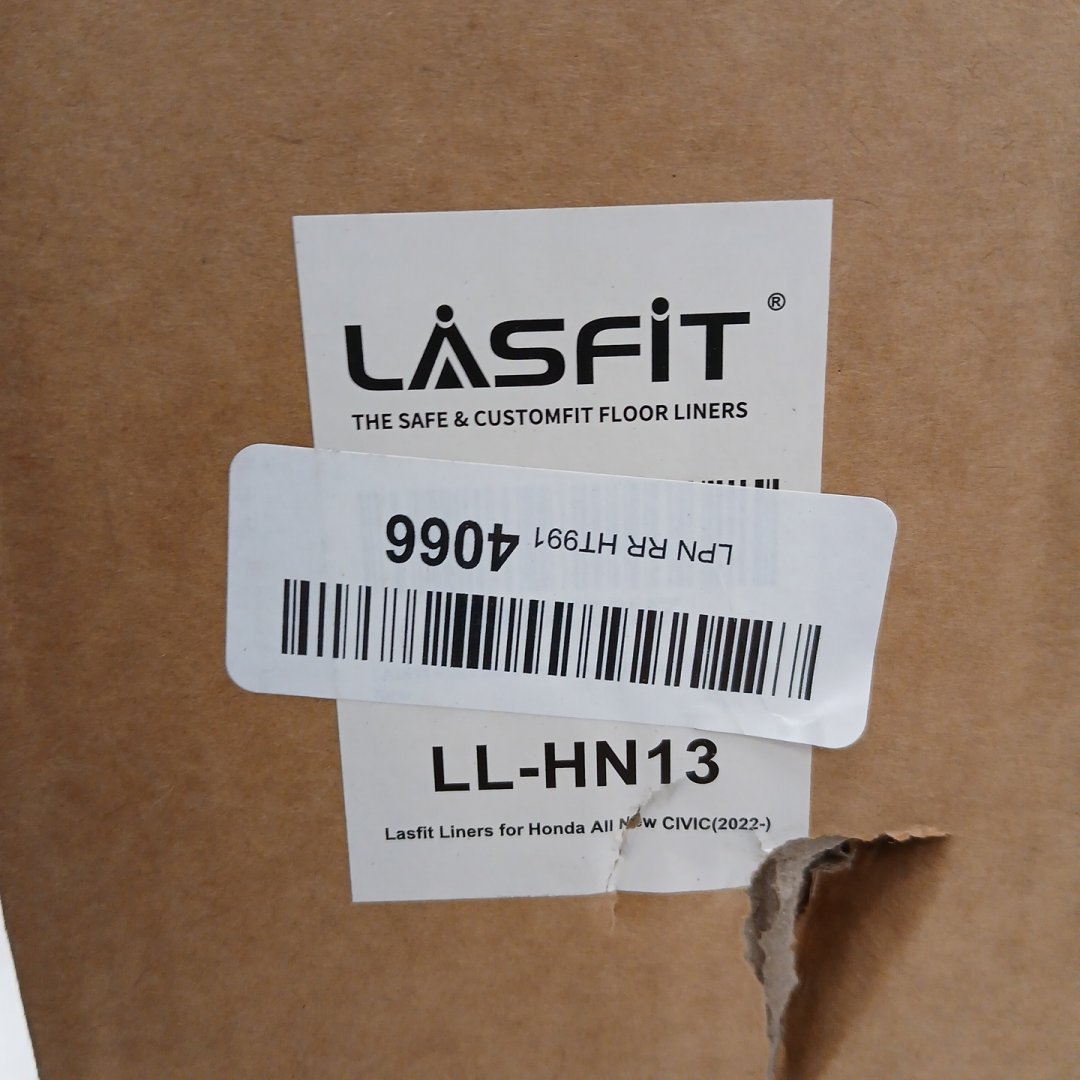 LASFIT ®
THE SAFE & CUSTOMFIT FLOOR LINERS
LPN RR HT991 4066
LL-HN13
Lasfit Liners for Honda All New CIVIC(2022-)